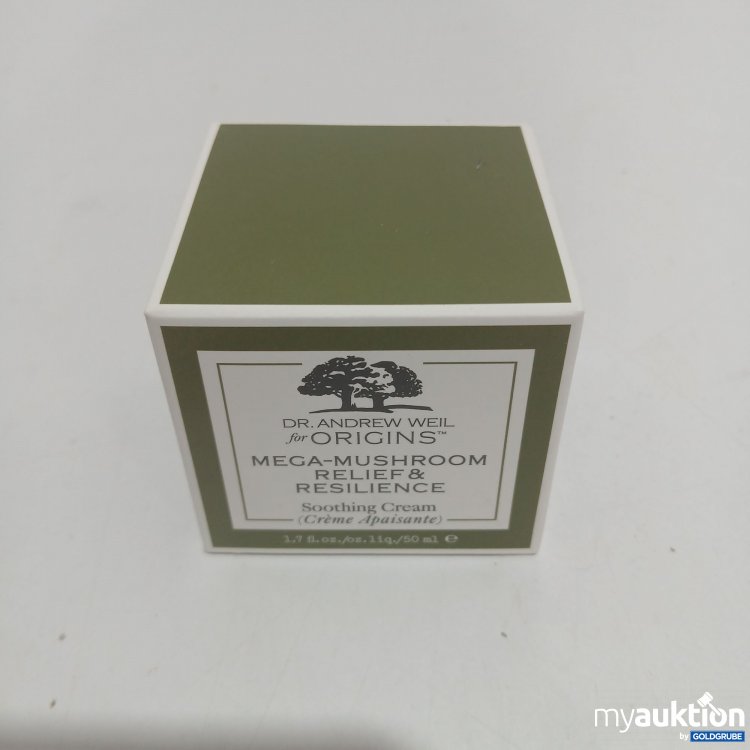 DR. ANDREW WEIL
for ORIGINS™
MEGA-MUSHROOM
RELIEF &
RESILIENCE
Soothing Cream
(Crème Apaisante)
1.7 fl.oz./oz.liq./50 ml ℮
myauktion
by GOLDGRUBE